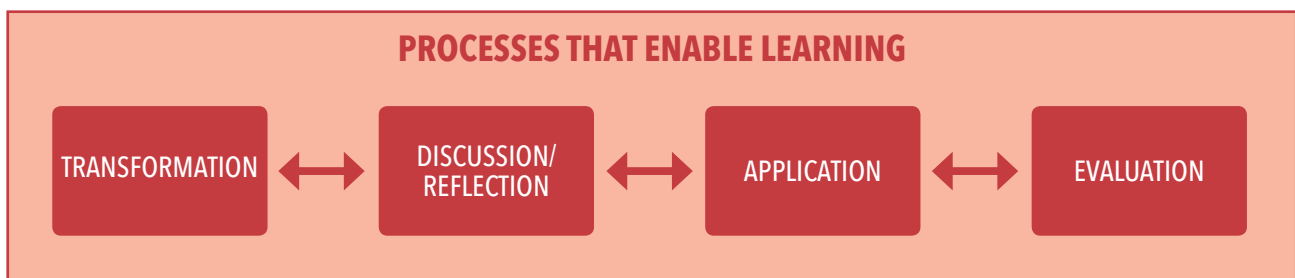 PROCESSES THAT ENABLE LEARNING
TRANSFORMATION
DISCUSSION/
REFLECTION
APPLICATION
EVALUATION